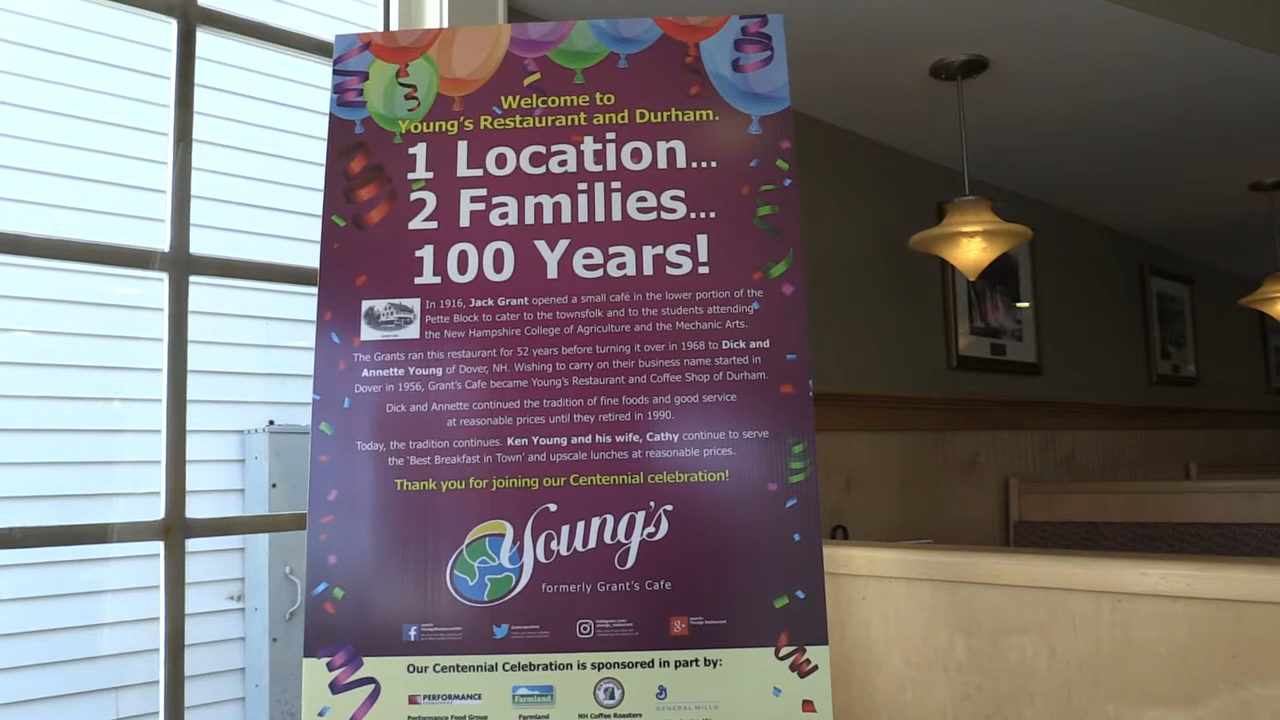 Welcome to
Young's Restaurant and Durham.
1 Location...
2 Families...
100 Years!
In 1916, Jack Grant opened a small café in the lower portion of the
Pette Block to cater to the townsfolk and to the students attending
the New Hampshire College of Agriculture and the Mechanic Arts.
The Grants ran this restaurant for 52 years before turning it over in 1968 to Dick and
Annette Young of Dover, NH. Wishing to carry on their business name started in
Dover in 1956, Grant's Cafe became Young's Restaurant and Coffee Shop of Durham.
Dick and Annette continued the tradition of fine foods and good service
at reasonable prices until they retired in 1990.
Today, the tradition continues. Ken Young and his wife, Cathy continue to serve
the 'Best Breakfast in Town' and upscale lunches at reasonable prices.
Thank you for joining our Centennial celebration!
Young's
formerly Grant's Cafe
Our Centennial Celebration is sponsored in part by:
PERFORMANCE
Farmland
GENERAL MILLS
Performance Food Group
Farmland
NH Coffee Roasters